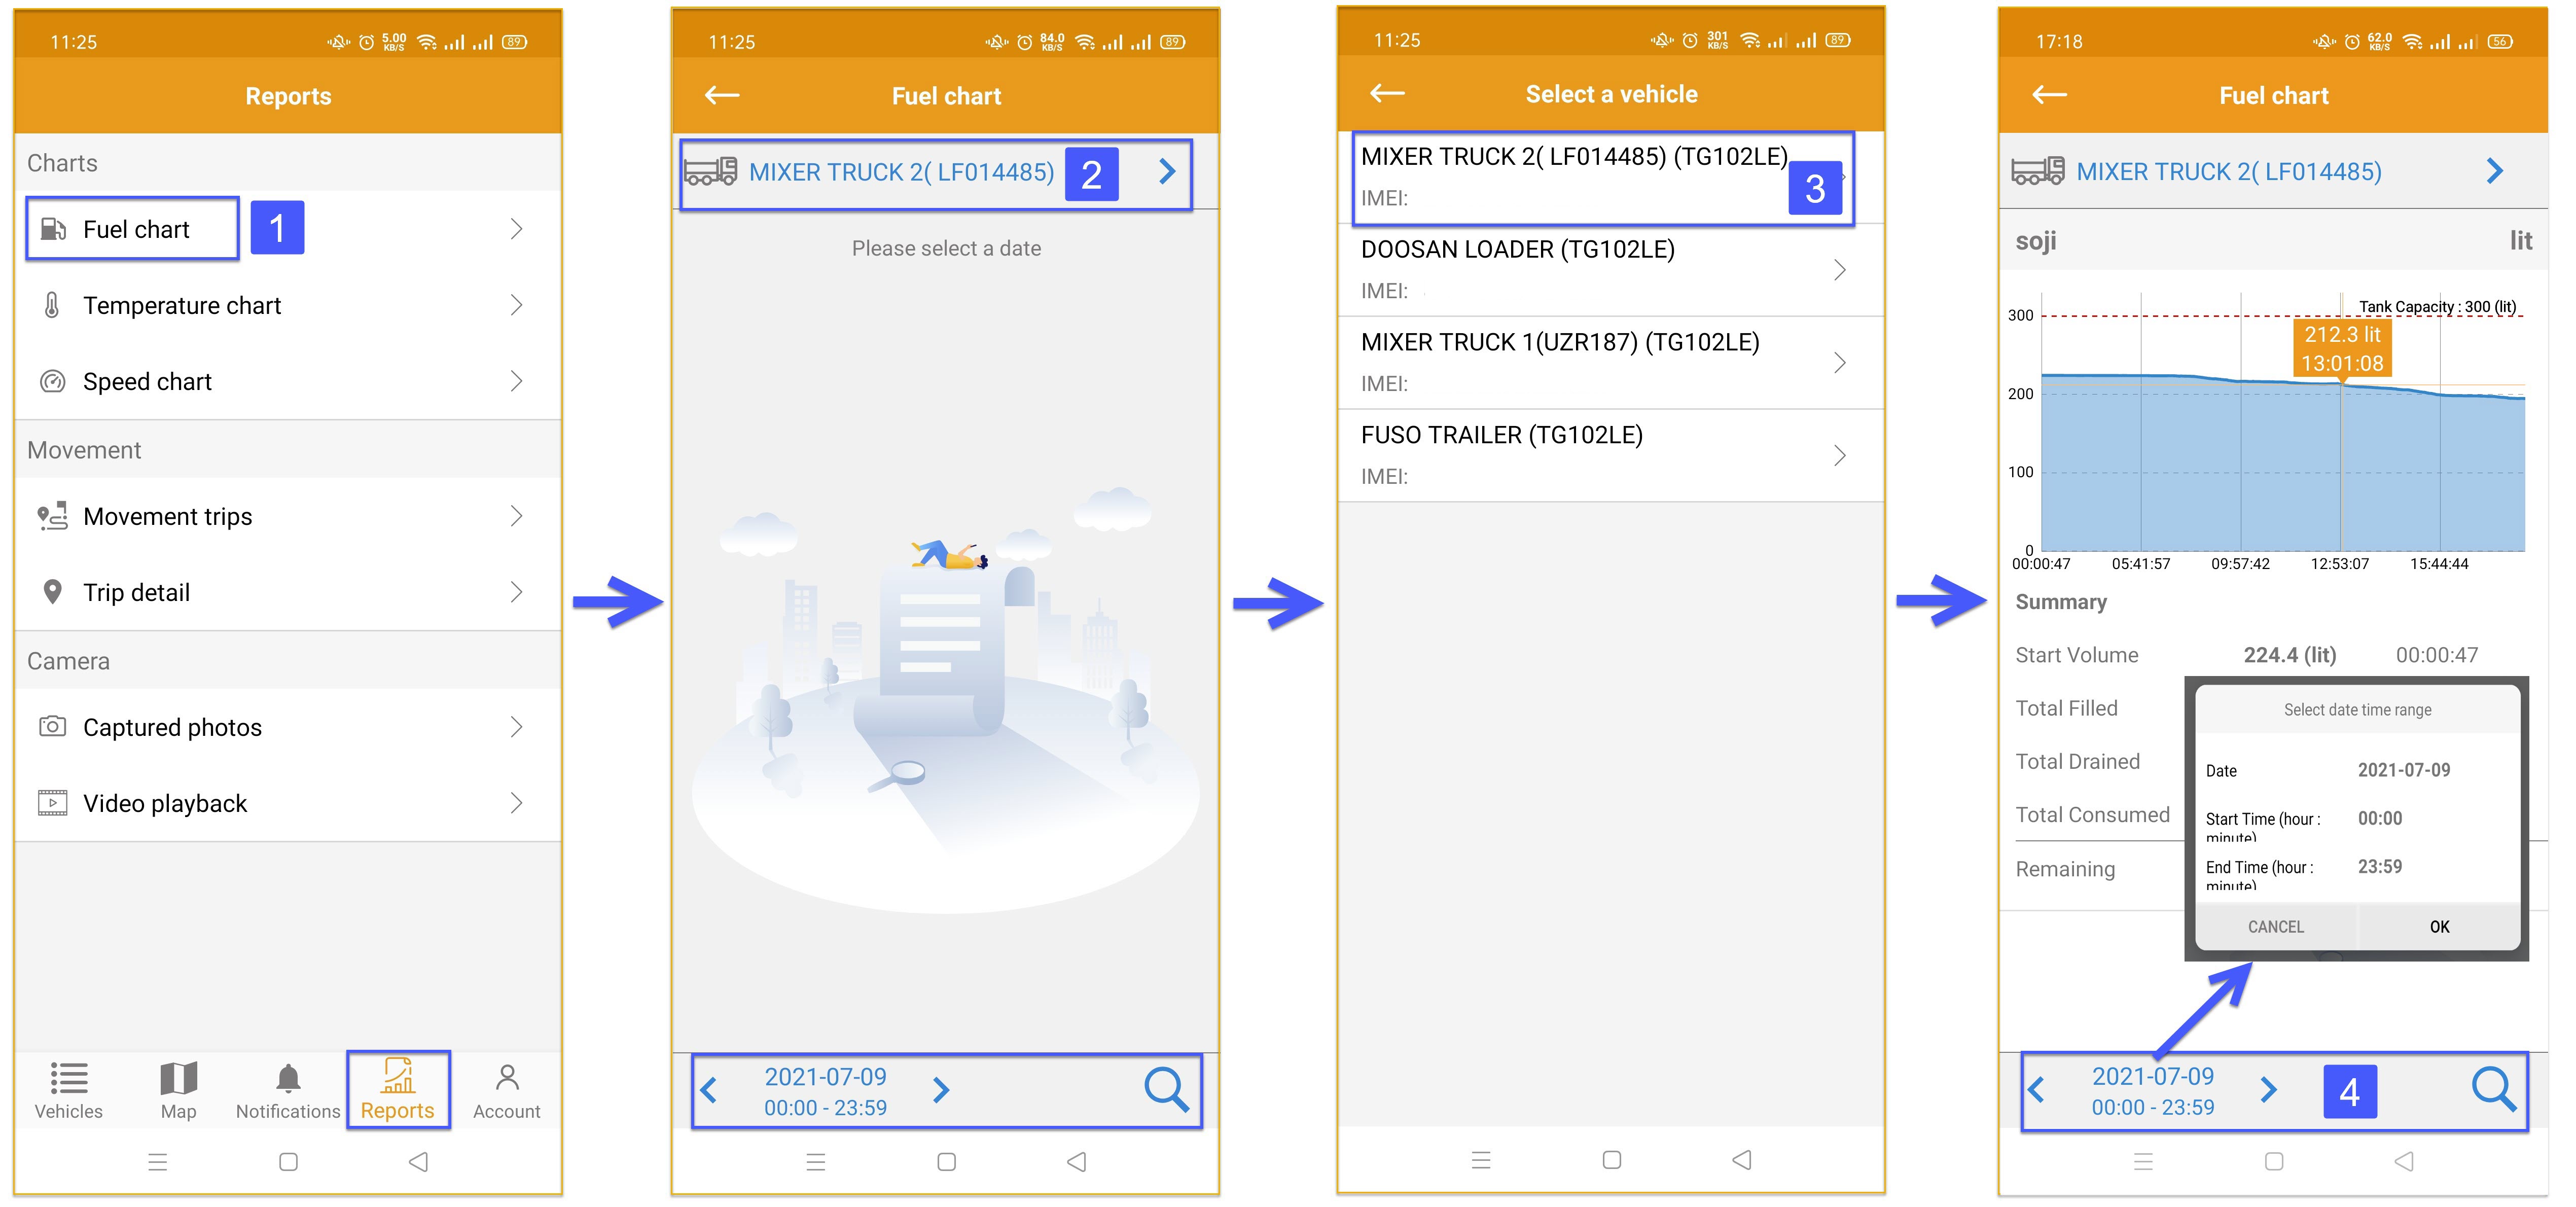 11:25
5.00
KB/S
89
Reports
Charts
Fuel chart
1
Temperature chart
Speed chart
Movement
Movement trips
Trip detail
Camera
Captured photos
Video playback
Vehicles
Map
Notifications
Reports
Account
11:25
84.0
KB/S
89
Fuel chart
MIXER TRUCK 2( LF014485)
2
Please select a date
2021-07-09
00:00 - 23:59
11:25
301
KB/S
89
Select a vehicle
MIXER TRUCK 2( LF014485) (TG102LE)
IMEI:
3
DOOSAN LOADER (TG102LE)
IMEI:
MIXER TRUCK 1(UZR187) (TG102LE)
IMEI:
FUSO TRAILER (TG102LE)
IMEI:
17:18
62.0
KB/S
56
Fuel chart
MIXER TRUCK 2( LF014485)
soji
lit
Tank Capacity : 300 (lit)
300
212.3 lit
13:01:08
200
100
0
00:00:47
05:41:57
09:57:42
12:53:07
15:44:44
Summary
Start Volume 224.4 (lit) 00:00:47
Total Filled
Total Drained
Total Consumed
Remaining
Select date time range
Date 2021-07-09
Start Time (hour : 00:00
minute)
End Time (hour : 23:59
minute)
CANCEL
OK
2021-07-09
00:00 - 23:59
4